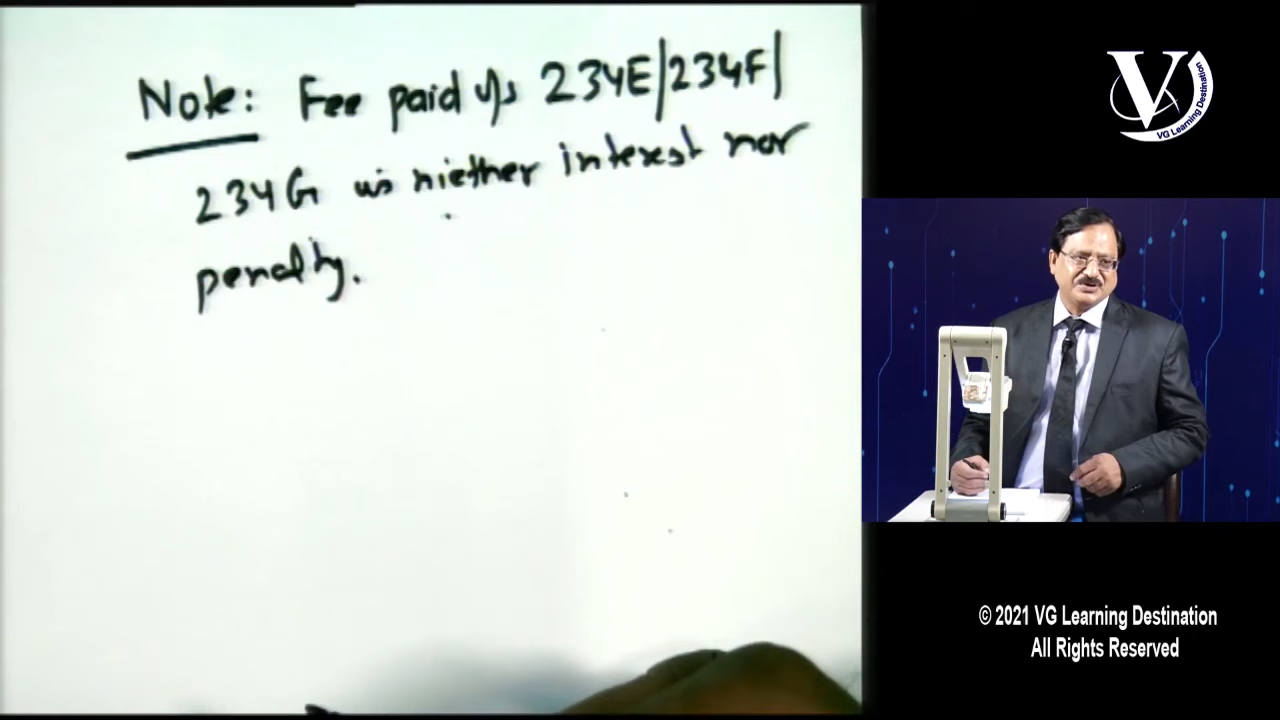 Note: Fee paid u/s 234E/234F/
234G is niether interest nor
penalty.
V
VG Learning Destination
© 2021 VG Learning Destination
All Rights Reserved